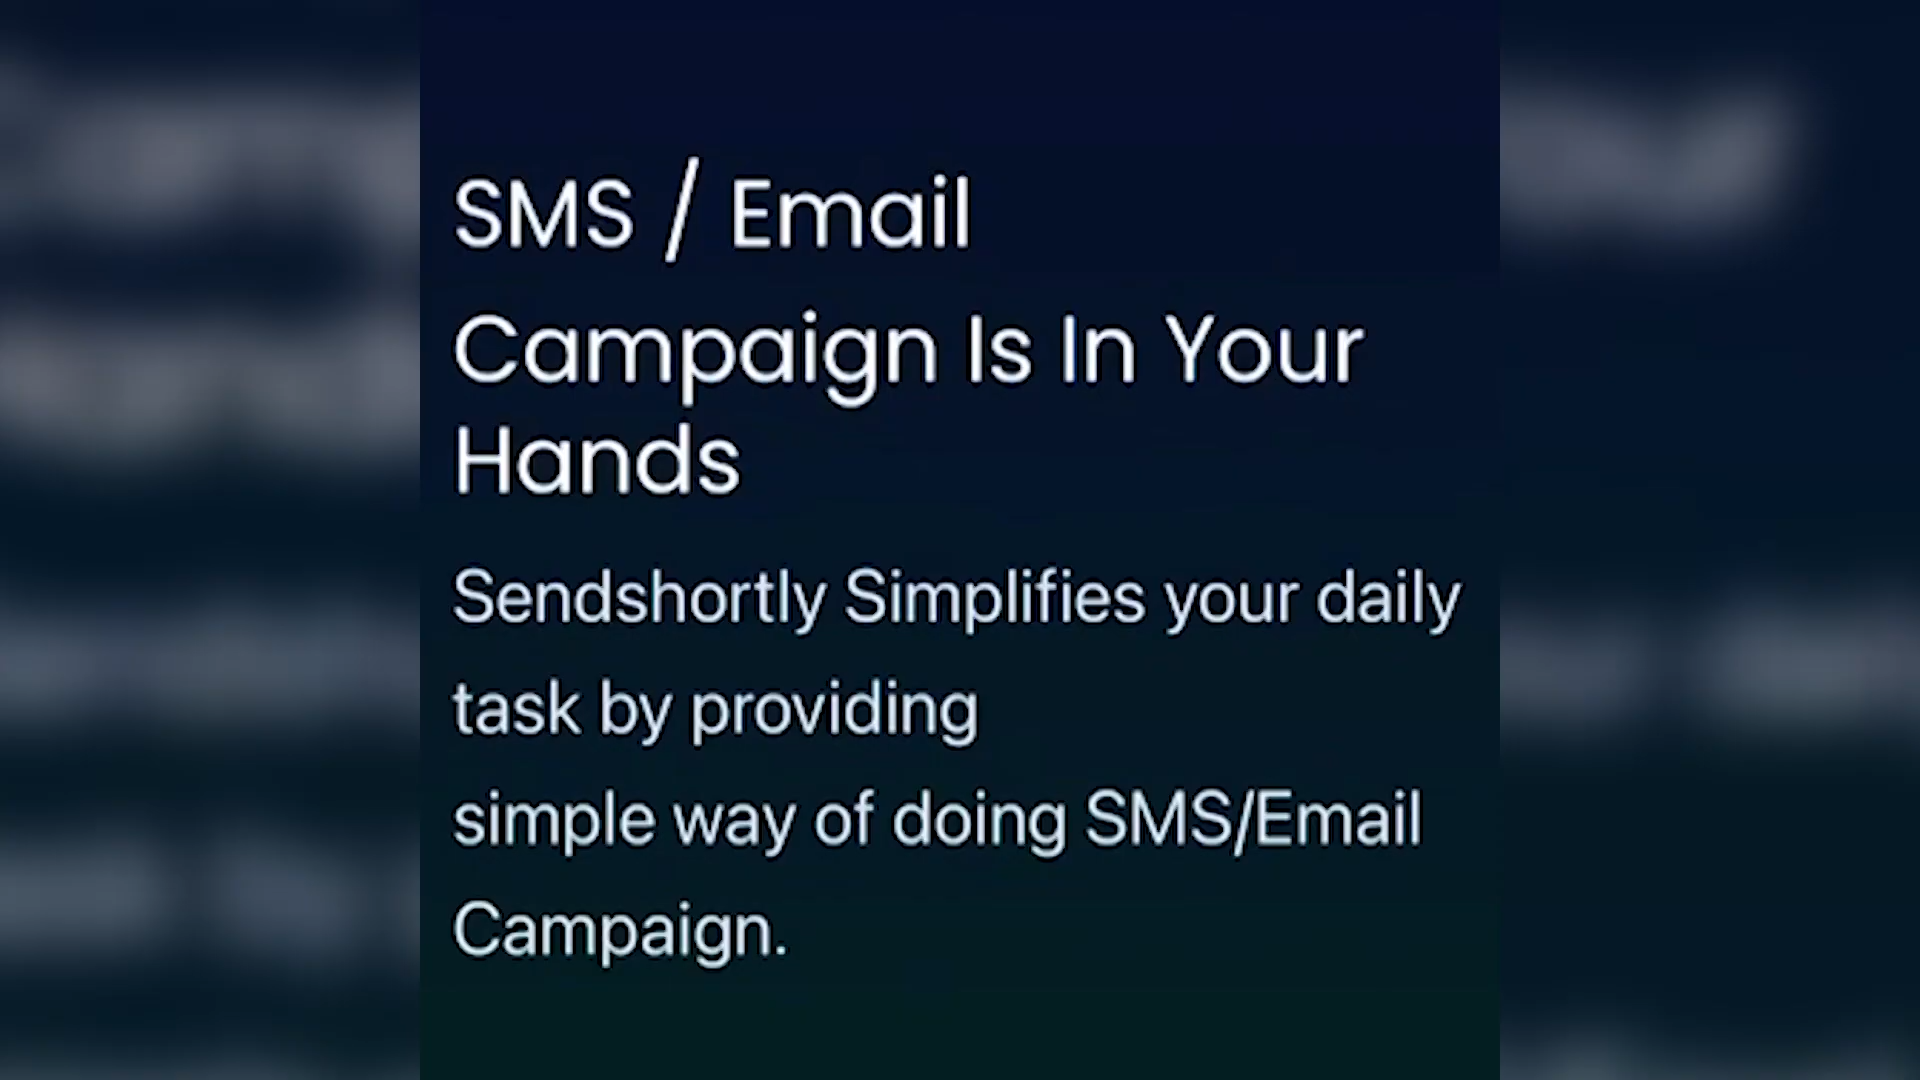 SMS / Email
Campaign Is In Your
Hands
Sendshortly Simplifies your daily
task by providing
simple way of doing SMS/Email
Campaign.